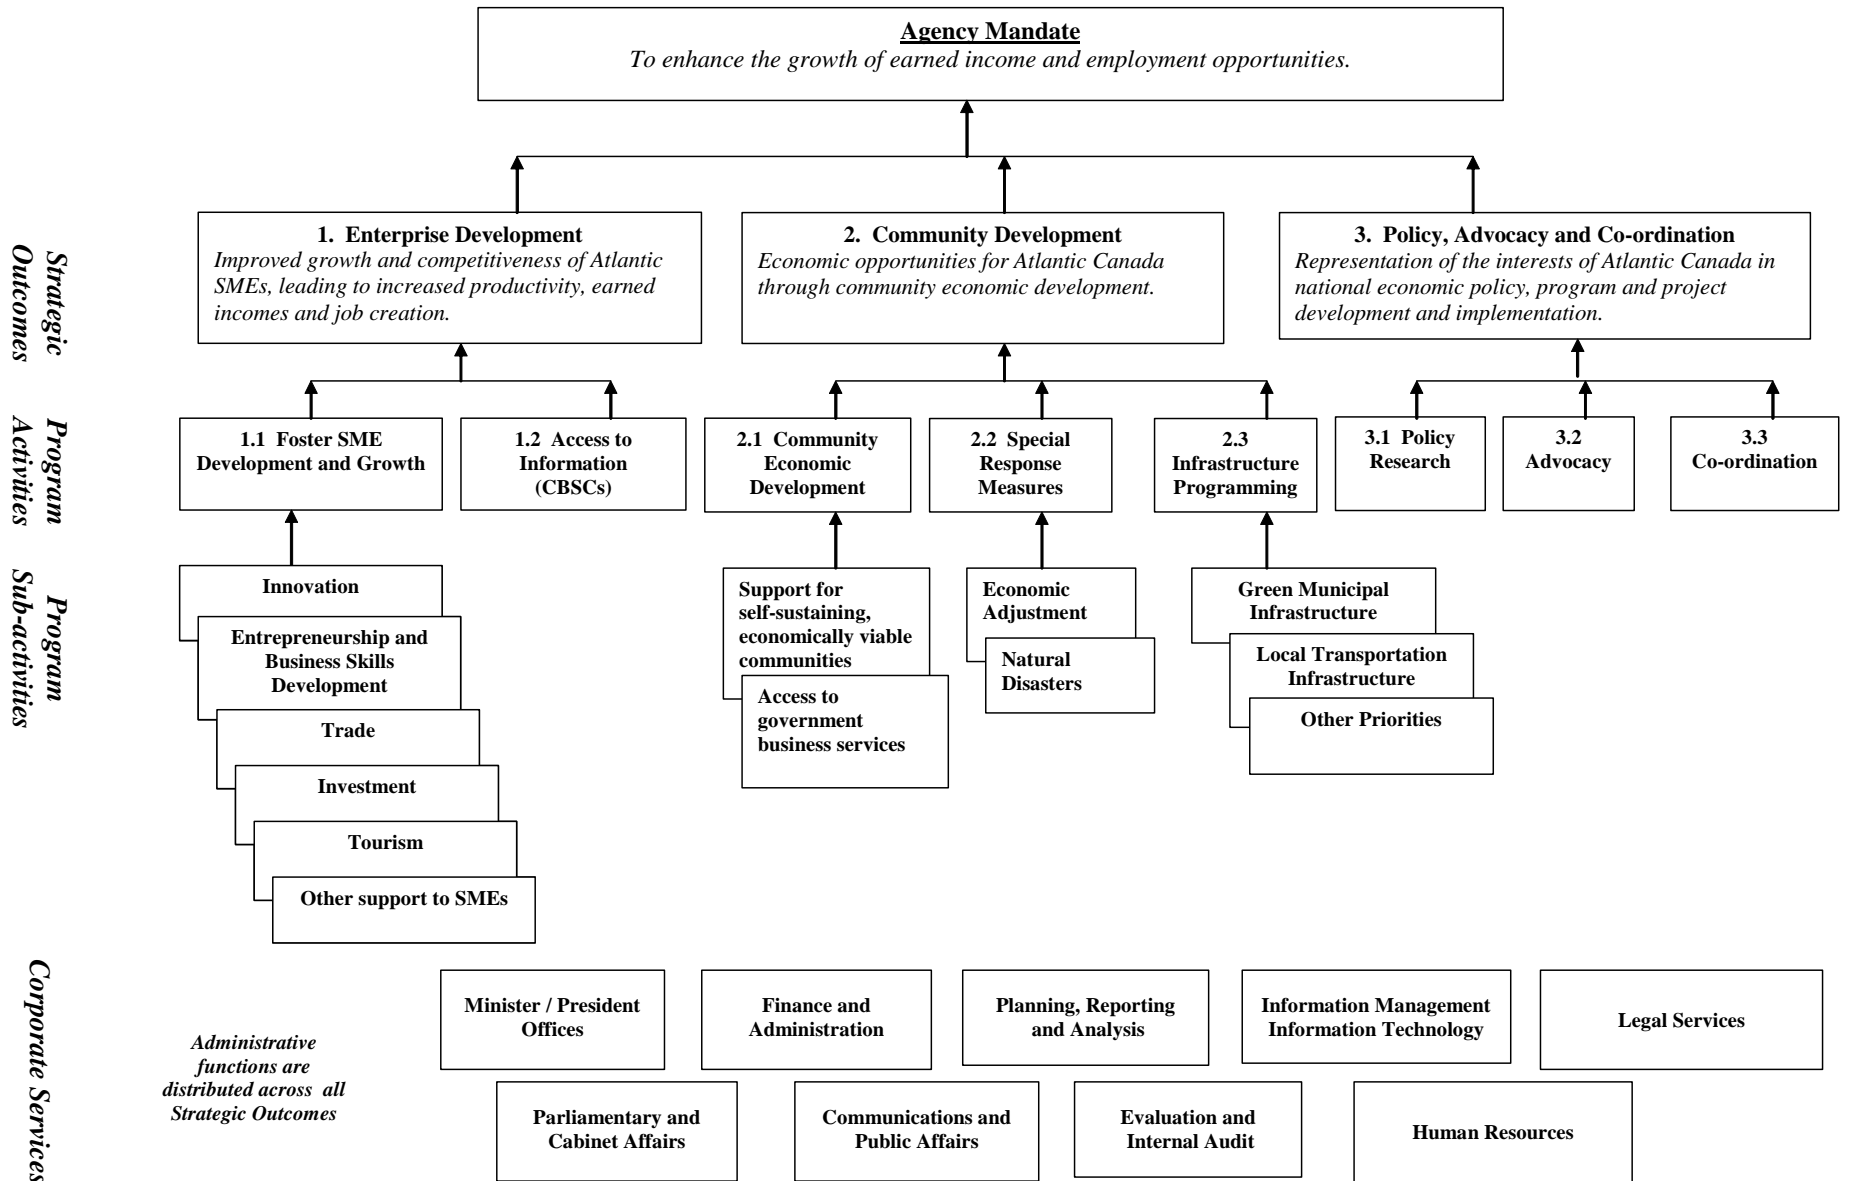 Agency Mandate
To enhance the growth of earned income and employment opportunities.
Strategic
Outcomes
1. Enterprise Development
Improved growth and competitiveness of Atlantic
SMEs, leading to increased productivity, earned
incomes and job creation.
2. Community Development
Economic opportunities for Atlantic Canada
through community economic development.
3. Policy, Advocacy and Co-ordination
Representation of the interests of Atlantic Canada in
national economic policy, program and project
development and implementation.
Program
Activities
1.1 Foster SME
Development and Growth
1.2 Access to
Information
(CBSCs)
2.1 Community
Economic
Development
2.2 Special
Response
Measures
2.3
Infrastructure
Programming
3.1 Policy
Research
3.2
Advocacy
3.3
Co-ordination
Program
Sub-activities
Innovation
Entrepreneurship and
Business Skills
Development
Trade
Investment
Tourism
Other support to SMEs
Support for
self-sustaining,
economically viable
communities
Access to
government
business services
Economic
Adjustment
Natural
Disasters
Green Municipal
Infrastructure
Local Transportation
Infrastructure
Other Priorities
Corporate Services
Administrative
functions are
distributed across all
Strategic Outcomes
Minister / President
Offices
Finance and
Administration
Planning, Reporting
and Analysis
Information Management
Information Technology
Legal Services
Parliamentary and
Cabinet Affairs
Communications and
Public Affairs
Evaluation and
Internal Audit
Human Resources